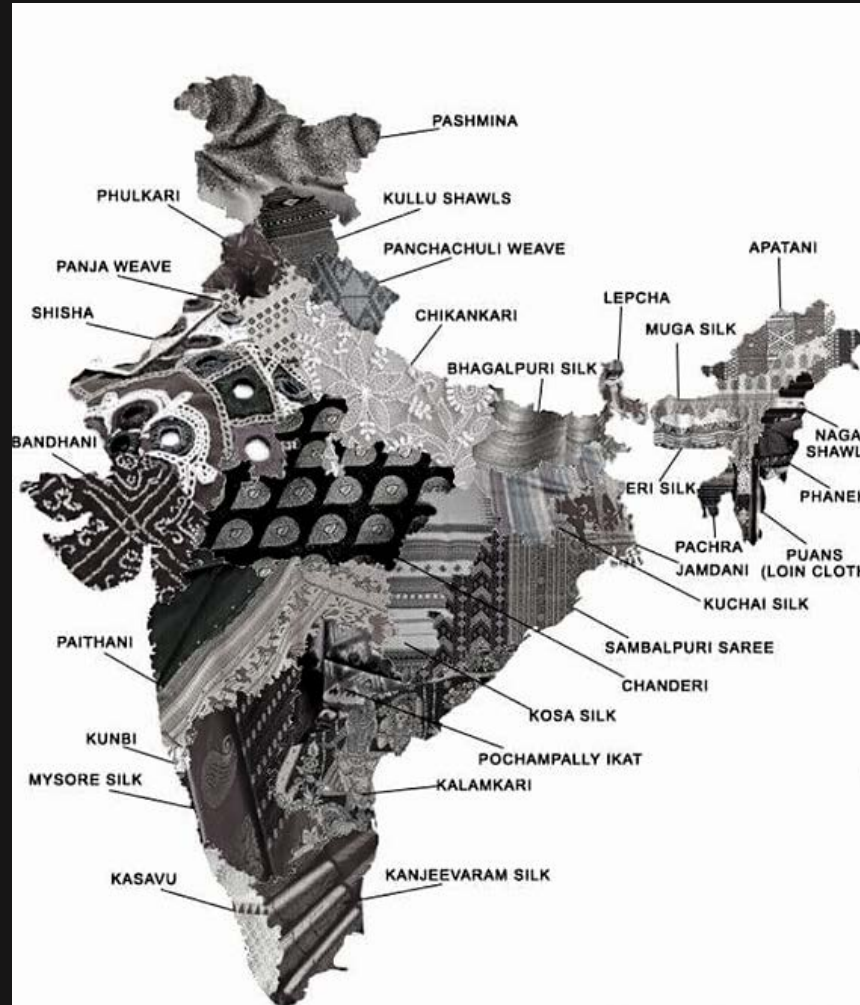 PASHMINA
PHULKARI
KULLU SHAWLS
PANCHACHULI WEAVE
APATANI
PANJA WEAVE
LEPCHA
SHISHA
CHIKANKARI
MUGA SILK
BHAGALPURI SILK
BANDHANI
NAGA
SHAWL
ERI SILK
PHANE
PACHRA
PUANS
JAMDANI
(LOIN CLOTH
KUCHAI SILK
PAITHANI
SAMBALPURI SAREE
CHANDERI
KOSA SILK
KUNBI
POCHAMPALLY IKAT
MYSORE SILK
KALAMKARI
KASAVU
KANJEEVARAM SILK